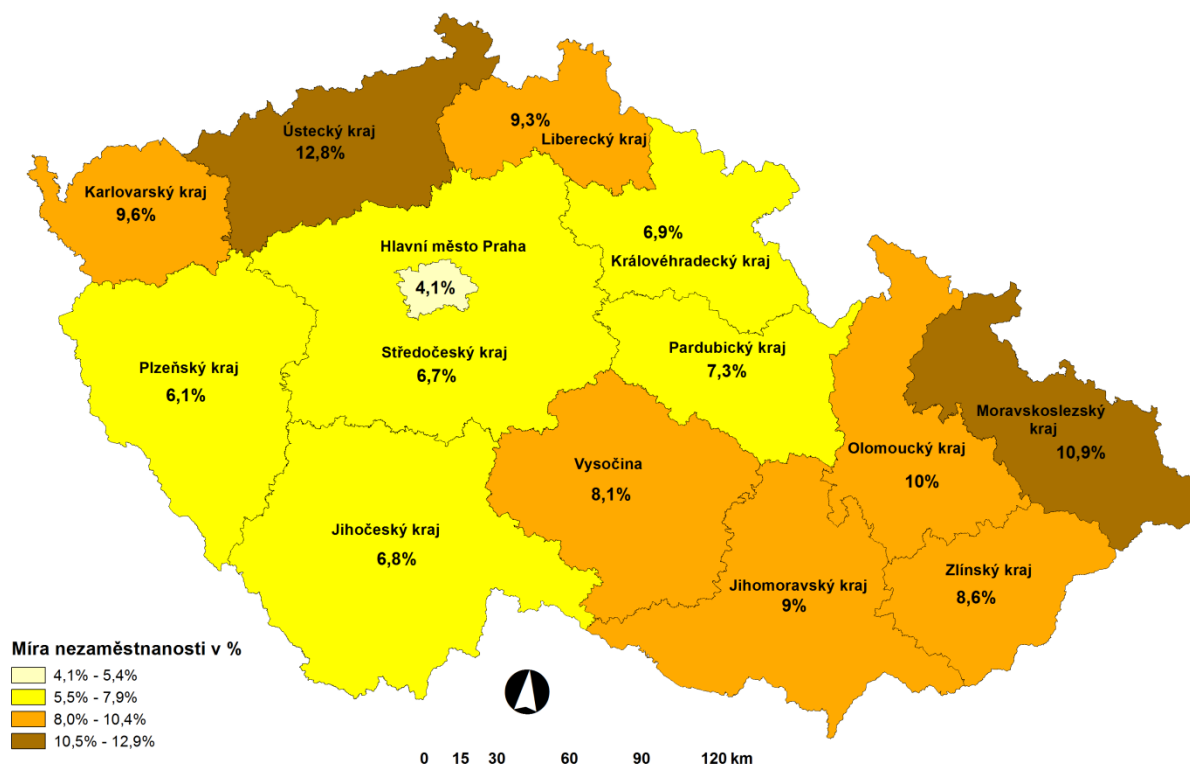 Ústecký kraj
12,8%
9,3%
Liberecký kraj
Karlovarský kraj
9,6%
6,9%
Královéhradecký kraj
Hlavní město Praha
4,1%
Středočeský kraj
6,7%
Plzeňský kraj
6,1%
Pardubický kraj
7,3%
Moravskoslezský
kraj
10,9%
Olomoucký kraj
10%
Vysočina
8,1%
Jihočeský kraj
6,8%
Jihomoravský kraj
9%
Zlínský kraj
8,6%
Míra nezaměstnanosti v %
4,1% - 5,4%
5,5% - 7,9%
8,0% - 10,4%
10,5% - 12,9%
0 15 30 60 90 120 km